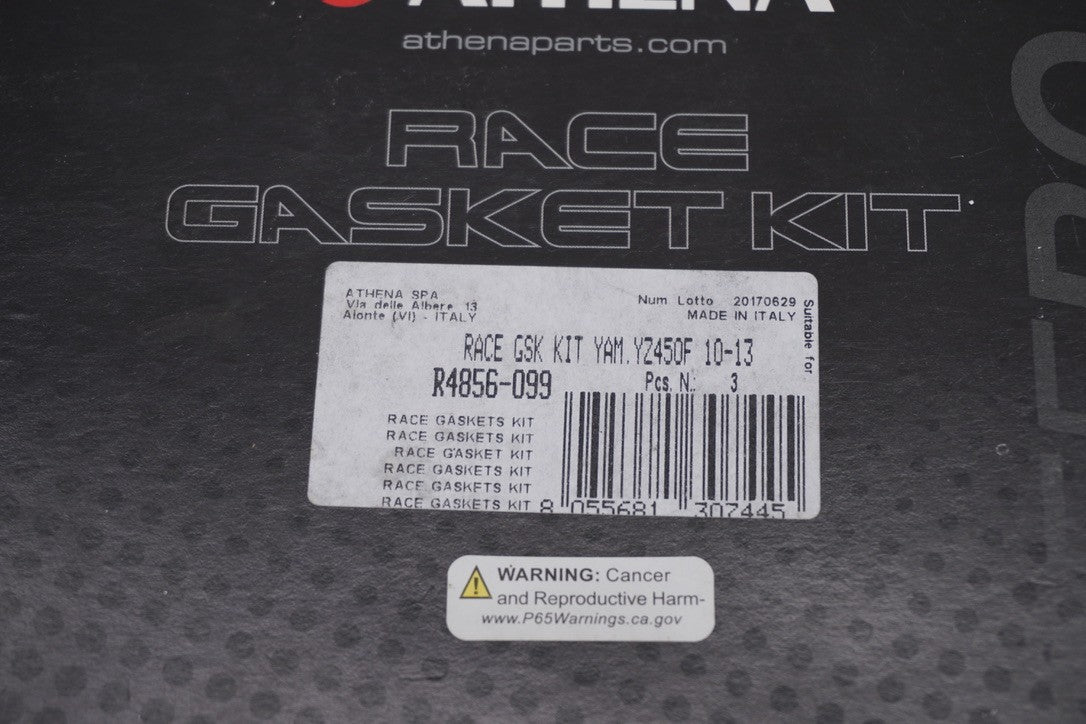 ATHENA
athenaparts.com
RACE
GASKET KIT
ATHENA SPA
Via delle Albere, 13
Alonte (VI) - ITALY
Num Lotto 20170629
MADE IN ITALY
Suitable for
RACE GSK KIT YAM.YZ450F 10-13
R4856-099
Pcs. N.: 3
RACE GASKETS KIT
RACE GASKETS KIT
RACE GASKET KIT
RACE GASKETS KIT
RACE GASKETS KIT
RACE GASKETS KIT
8 055681 307445
WARNING: Cancer
and Reproductive Harm-
www.P65Warnings.ca.gov